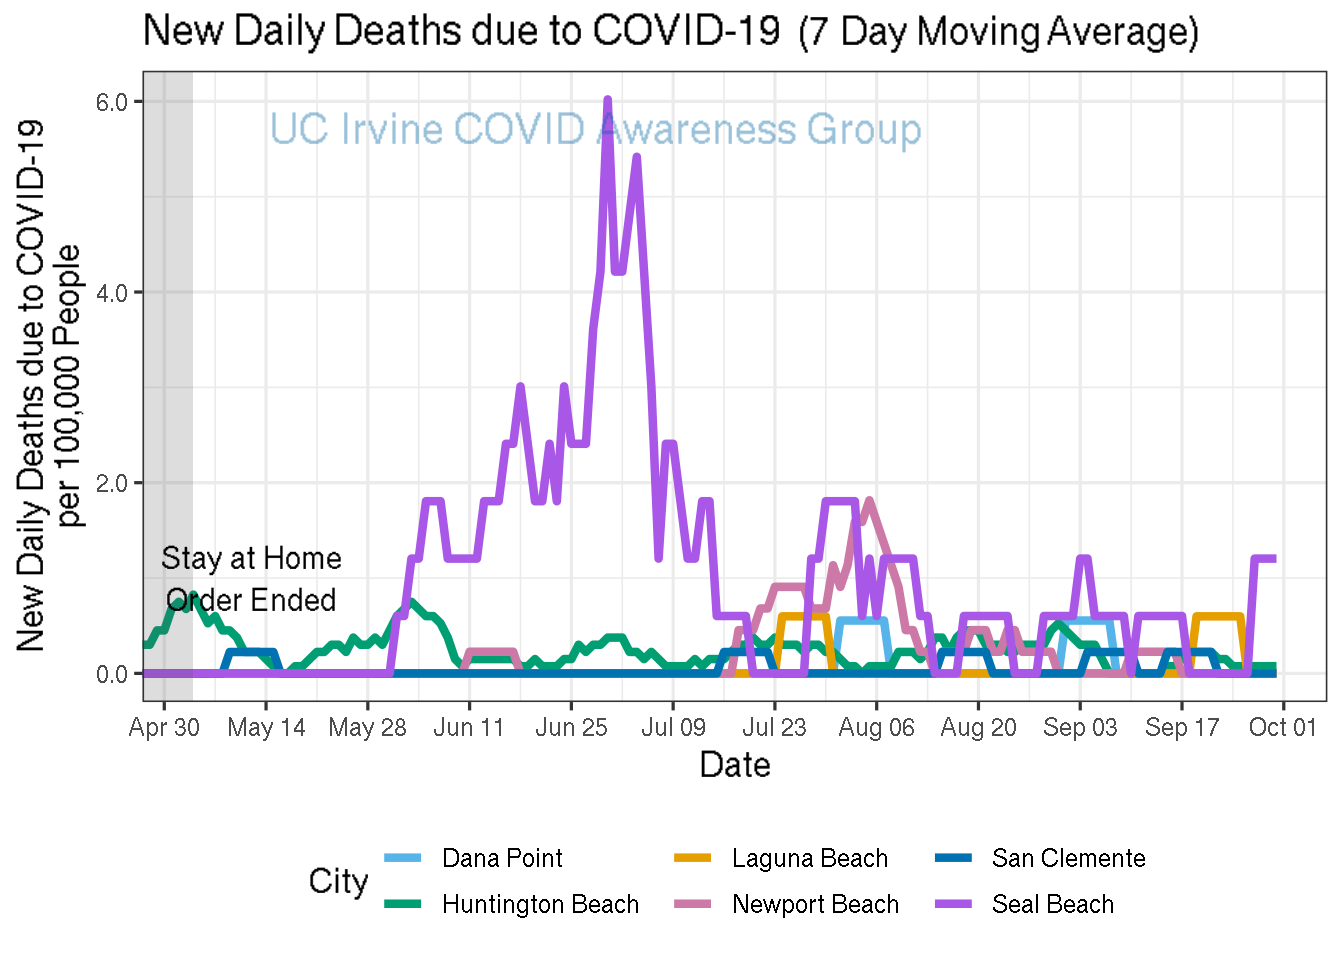 New Daily Deaths due to COVID-19 (7 Day Moving Average)
UC Irvine COVID Awareness Group
New Daily Deaths due to COVID-19
per 100,000 People
6.0
4.0
2.0
0.0
Stay at Home
Order Ended
Apr 30 May 14 May 28 Jun 11 Jun 25 Jul 09 Jul 23 Aug 06 Aug 20 Sep 03 Sep 17 Oct 01
Date
City
Dana Point Laguna Beach San Clemente
Huntington Beach Newport Beach Seal Beach